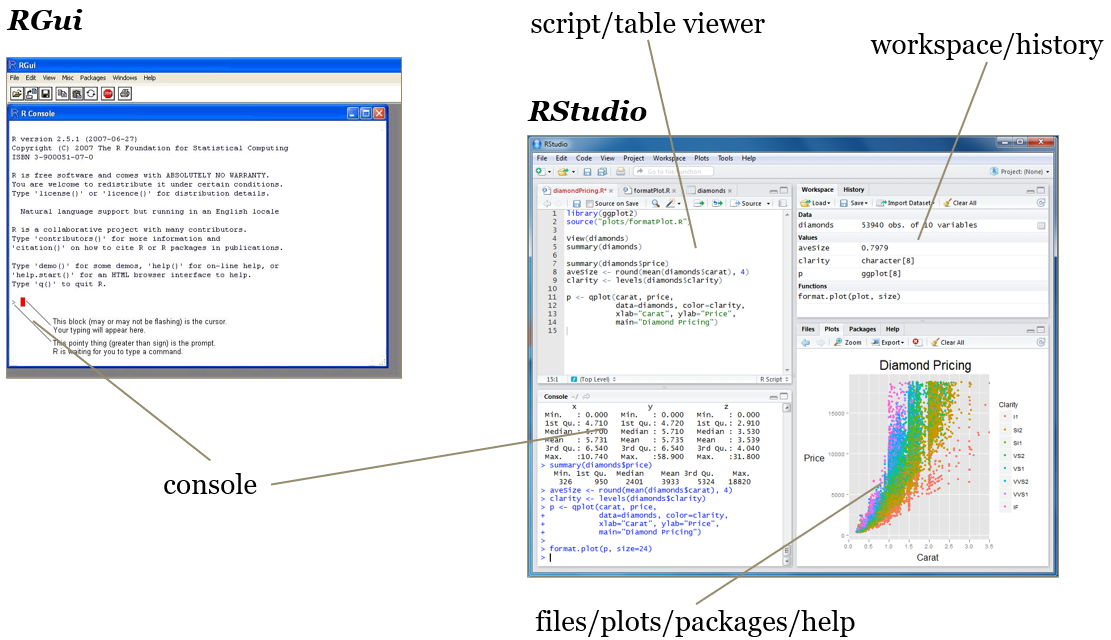 RGui
RGui
File Edit View Misc Packages Windows Help
R Console
R version 2.5.1 (2007-06-27)
Copyright (C) 2007 The R Foundation for Statistical Computing
ISBN 3-900051-07-0
R is free software and comes with ABSOLUTELY NO WARRANTY.
You are welcome to redistribute it under certain conditions.
Type 'license()' or 'licence()' for distribution details.
Natural language support but running in an English locale
R is a collaborative project with many contributors.
Type 'contributors()' for more information and
'citation()' on how to cite R or R packages in publications.
Type 'demo()' for some demos, 'help()' for on-line help, or
'help.start()' for an HTML browser interface to help.
Type 'q()' to quit R.
>
This block (may or may not be flashing) is the cursor.
Your typing will appear here.
This pointy thing (greater than sign) is the prompt.
R is waiting for you to type a command.
console
script/table viewer
workspace/history
RStudio
RStudio
File Edit Code View Project Workspace Plots Tools Help
Go to file/function
Project: (None)
diamondPricing.R* formatPlot.R diamonds
Source on Save Source
1 library(ggplot2)
2 source("plots/formatPlot.R")
3
4 View(diamonds)
5 summary(diamonds)
6
7 summary(diamonds$price)
8 aveSize <- round(mean(diamonds$carat), 4)
9 clarity <- levels(diamonds$clarity)
10
11 p <- qplot(carat, price,
12 data=diamonds, color=clarity,
13 xlab="Carat", ylab="Price",
14 main="Diamond Pricing")
15
15:1 (Top Level) R Script
Console ~/
x y z
Min. : 0.000 Min. : 0.000 Min. : 0.000
1st Qu.: 4.710 1st Qu.: 4.720 1st Qu.: 2.910
Median : 5.700 Median : 5.710 Median : 3.530
Mean : 5.731 Mean : 5.735 Mean : 3.539
3rd Qu.: 6.540 3rd Qu.: 6.540 3rd Qu.: 4.040
Max. :10.740 Max. :58.900 Max. :31.800
> summary(diamonds$price)
Min. 1st Qu. Median Mean 3rd Qu. Max.
326 950 2401 3933 5324 18820
> aveSize <- round(mean(diamonds$carat), 4)
> clarity <- levels(diamonds$clarity)
> p <- qplot(carat, price,
+ data=diamonds, color=clarity,
+ xlab="Carat", ylab="Price",
+ main="Diamond Pricing")
>
> format.plot(p, size=24)
>
Workspace History
Load Save Import Dataset Clear All
Data
diamonds 53940 obs. of 10 variables
Values
aveSize 0.7979
clarity character[8]
p ggplot[8]
Functions
format.plot(plot, size)
Files Plots Packages Help
Zoom Export Clear All
Diamond Pricing
Price
15000
10000
5000
0
0.0 0.5 1.0 1.5 2.0 2.5 3.0 3.5
Carat
Clarity
I1
SI2
SI1
VS2
VS1
VVS2
VVS1
IF
files/plots/packages/help